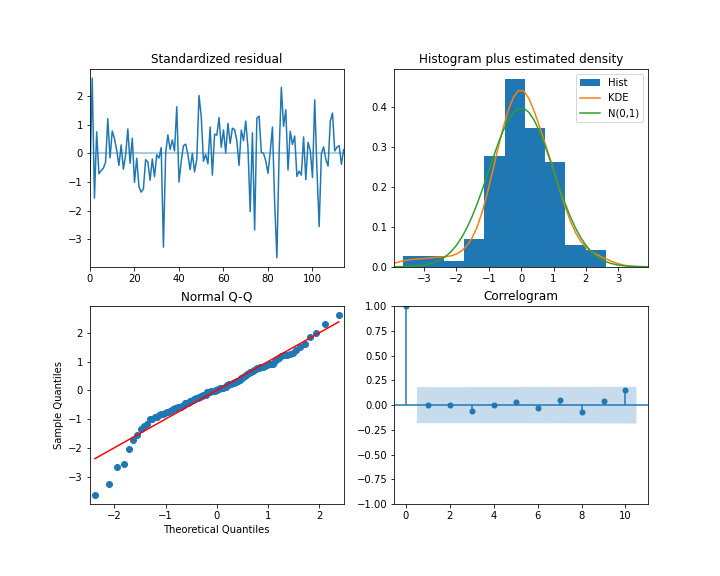 Standardized residual
2
1
0
−1
−2
−3
0 20 40 60 80 100
Histogram plus estimated density
Hist
KDE
N(0,1)
0.4
0.3
0.2
0.1
0.0
−3 −2 −1 0 1 2 3
Normal Q-Q
Sample Quantiles
2
1
0
−1
−2
−3
−2 −1 0 1 2
Theoretical Quantiles
Correlogram
1.00
0.75
0.50
0.25
0.00
−0.25
−0.50
−0.75
−1.00
0 2 4 6 8 10